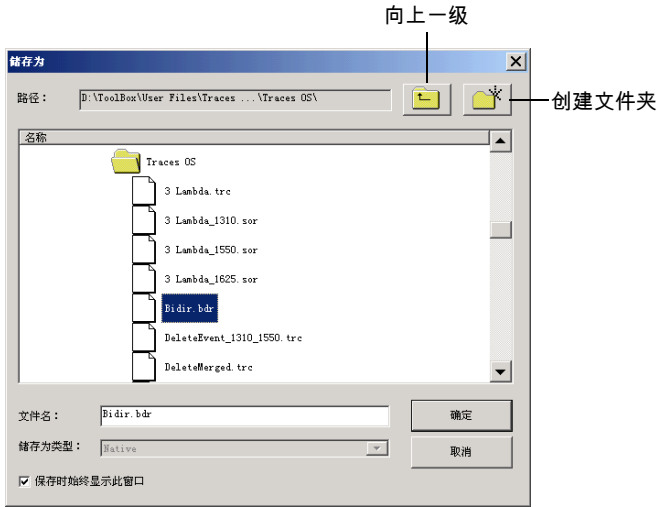 向上一级
储存为
路径：
D:\ToolBox\User Files\Traces ...\Traces OS\
创建文件夹
名称
Traces OS
3 Lambda.trc
3 Lambda_1310.sor
3 Lambda_1550.sor
3 Lambda_1625.sor
Bidir.bdr
DeleteEvent_1310_1550.trc
DeleteMerged.trc
文件名：
Bidir.bdr
确定
储存为类型：
Native
取消
保存时始终显示此窗口